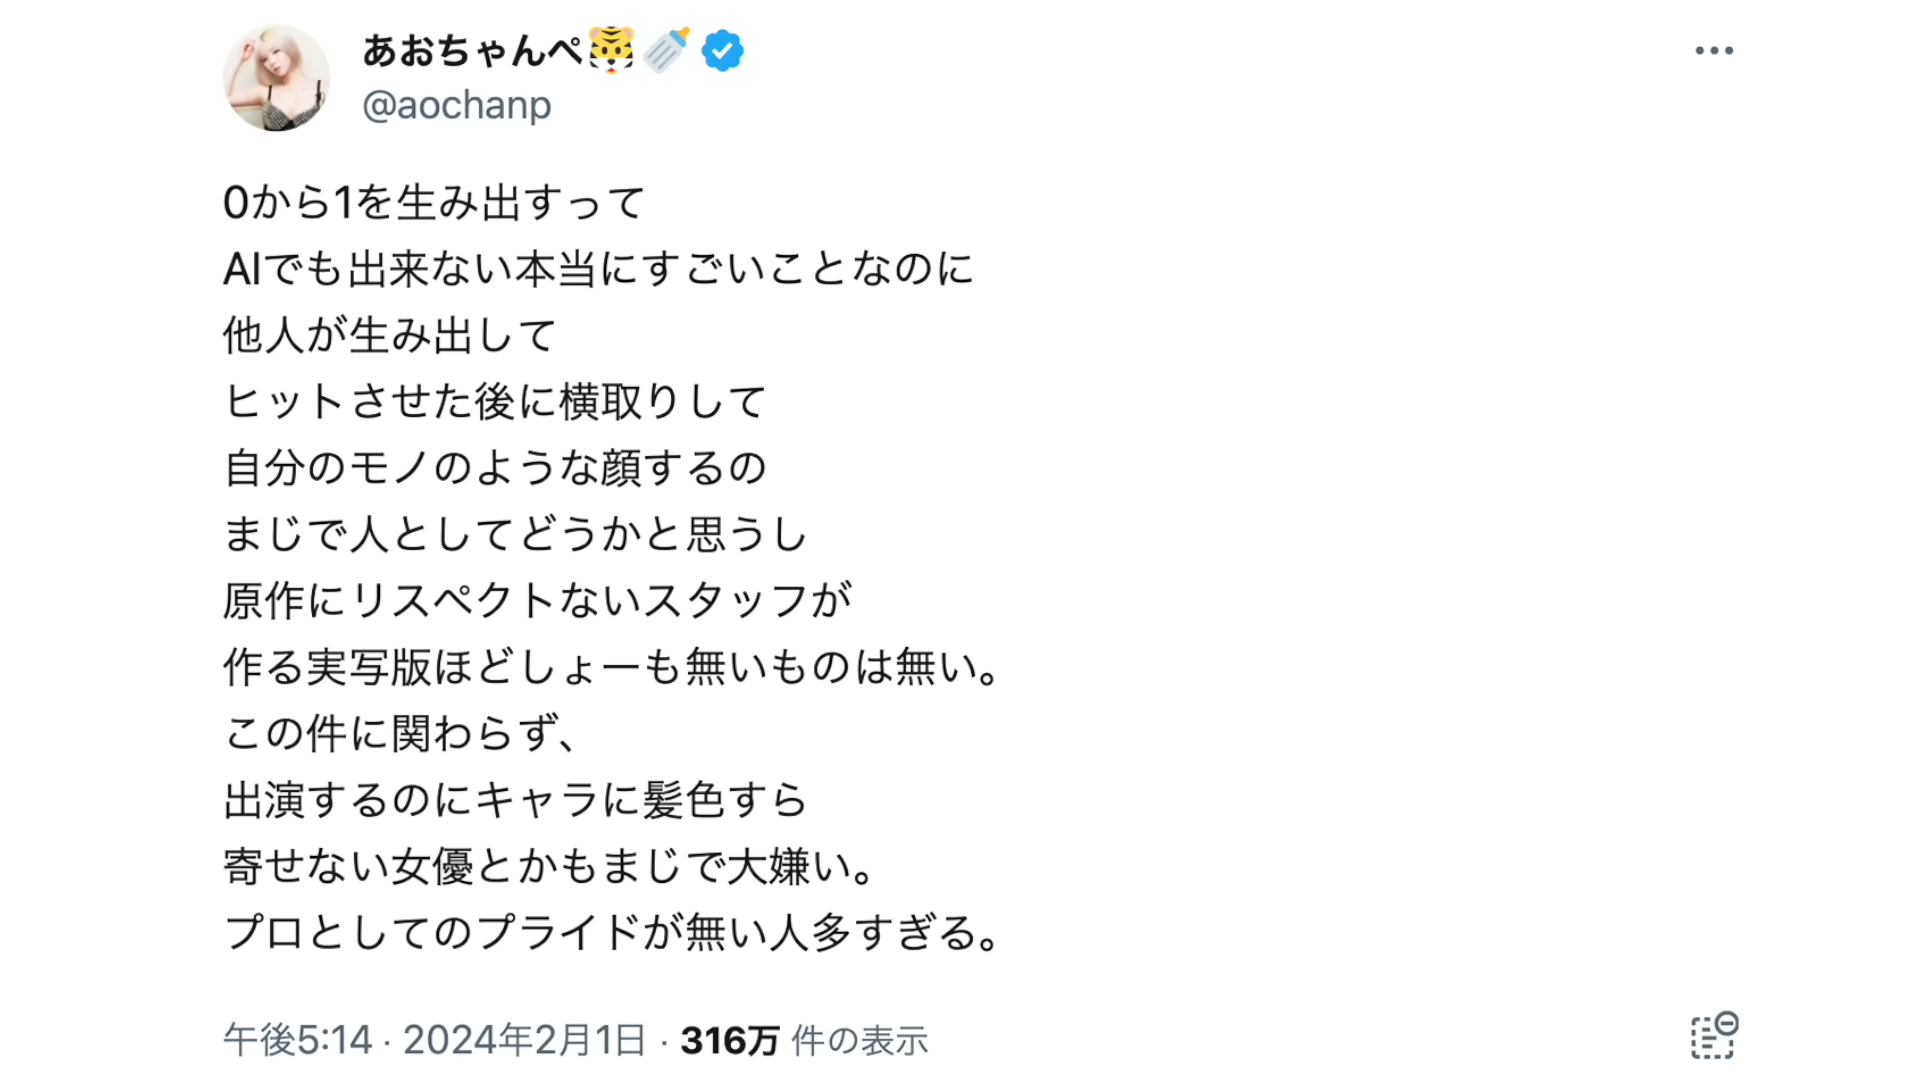 あおちゃんぺ🐯🍼
@aochanp
0から1を生み出すって
AIでも出来ない本当にすごいことなのに
他人が生み出して
ヒットさせた後に横取りして
自分のモノのような顔するの
まじで人としてどうかと思うし
原作にリスペクトないスタッフが
作る実写版ほどしょーも無いものは無い。
この件に関わらず、
出演するのにキャラに髪色すら
寄せない女優とかもまじで大嫌い。
プロとしてのプライドが無い人多すぎる。
午後5:14 · 2024年2月1日 · 316万 件の表示